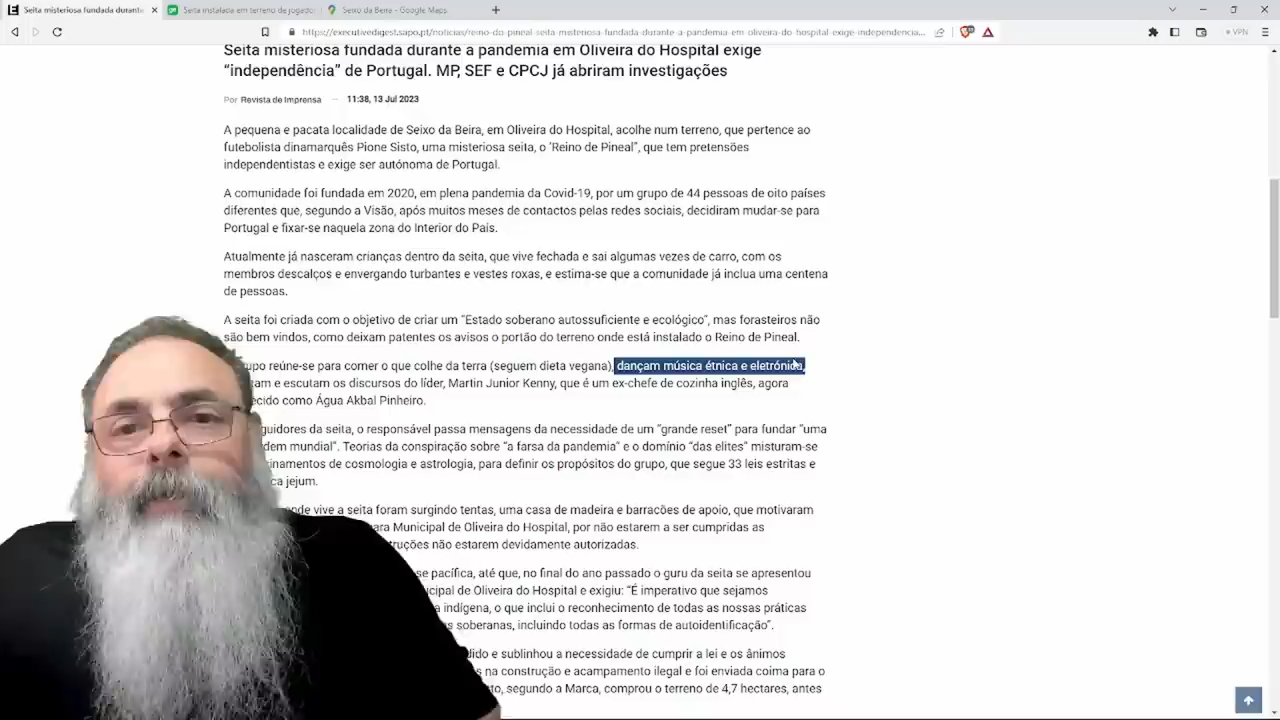 Seita misteriosa fundada durante
Seita instalada em terreno de jogador
Seixo da Beira - Google Maps
https://executivedigest.sapo.pt/noticias/reino-do-pineal-seita-misteriosa-fundada-durante-a-pandemia-em-oliveira-do-hospital-exige-independencia...
VPN
Seita misteriosa fundada durante a pandemia em Oliveira do Hospital exige
“independência” de Portugal. MP, SEF e CPCJ já abriram investigações
Por Revista de Imprensa — 11:38, 13 Jul 2023
A pequena e pacata localidade de Seixo da Beira, em Oliveira do Hospital, acolhe num terreno, que pertence ao
futebolista dinamarquês Pione Sisto, uma misteriosa seita, o ‘Reino de Pineal”, que tem pretensões
independentistas e exige ser autónoma de Portugal.
A comunidade foi fundada em 2020, em plena pandemia da Covid-19, por um grupo de 44 pessoas de oito países
diferentes que, segundo a Visão, após muitos meses de contactos pelas redes sociais, decidiram mudar-se para
Portugal e fixar-se naquela zona do Interior do País.
Atualmente já nasceram crianças dentro da seita, que vive fechada e sai algumas vezes de carro, com os
membros descalços e envergando turbantes e vestes roxas, e estima-se que a comunidade já inclua uma centena
de pessoas.
A seita foi criada com o objetivo de criar um “Estado soberano autossuficiente e ecológico”, mas forasteiros não
são bem vindos, como deixam patentes os avisos o portão do terreno onde está instalado o Reino de Pineal.
upo reúne-se para comer o que colhe da terra (seguem dieta vegana), dançam música étnica e eletrónica,
am e escutam os discursos do líder, Martin Junior Kenny, que é um ex-chefe de cozinha inglês, agora
ecido como Água Akbal Pinheiro.
guidores da seita, o responsável passa mensagens da necessidade de um “grande reset” para fundar “uma
dem mundial”. Teorias da conspiração sobre “a farsa da pandemia” e o domínio “das elites” misturam-se
inamentos de cosmologia e astrologia, para definir os propósitos do grupo, que segue 33 leis estritas e
ca jejum.
nde vive a seita foram surgindo tentas, uma casa de madeira e barracões de apoio, que motivaram
ara Municipal de Oliveira do Hospital, por não estarem a ser cumpridas as
truções não estarem devidamente autorizadas.
se pacífica, até que, no final do ano passado o guru da seita se apresentou
icipal de Oliveira do Hospital e exigiu: “É imperativo que sejamos
a indígena, o que inclui o reconhecimento de todas as nossas práticas
s soberanas, incluindo todas as formas de autoidentificação”.
dido e sublinhou a necessidade de cumprir a lei e os ânimos
s na construção e acampamento ilegal e foi enviada coima para o
to, segundo a Marca, comprou o terreno de 4,7 hectares, antes